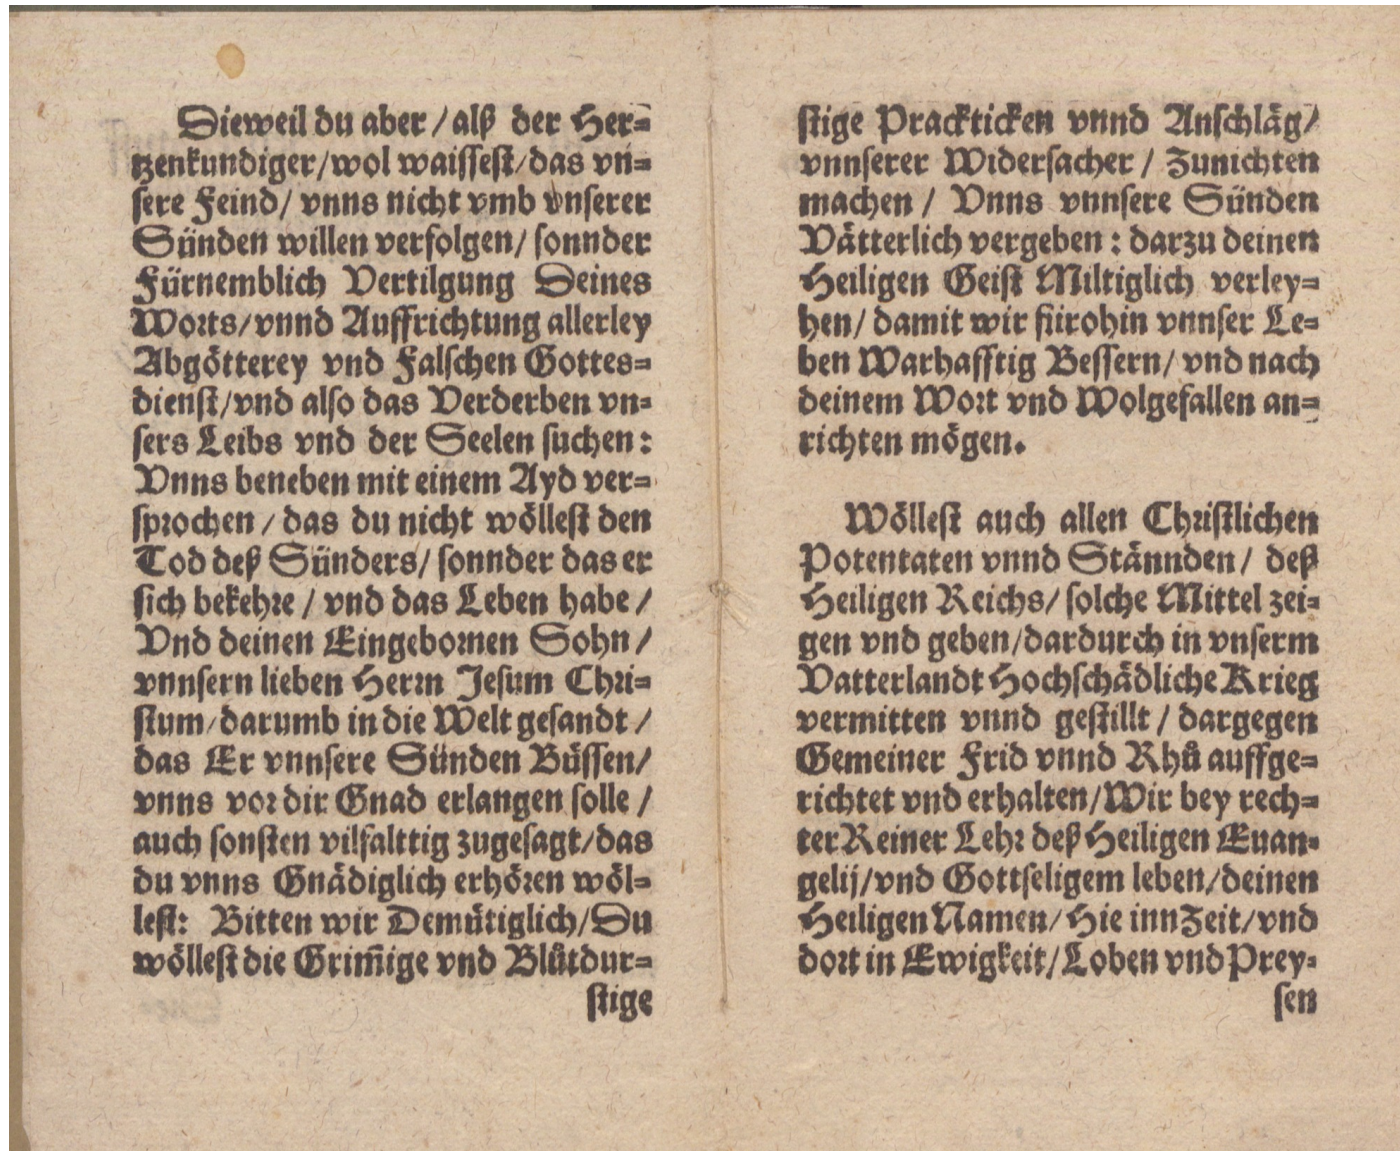 Dieweil du aber / alß der Her=
tzenkundiger/wol waissest/das vn=
sere Feind/ vnns nicht vmb vnserer
Sünden willen verfolgen/ sonnder
Fürnemblich Vertilgung Deines
Worts/vnnd Auffrichtung allerley
Abgötterey vnd Falschen Gottes=
dienst/vnd also das Verderben vn=
sers Leibs vnd der Seelen suchen:
Vnns beneben mit einem Ayd ver=
sprochen / das du nicht wöllest den
Tod deß Sünders/ sonnder das er
sich bekehre / vnd das Leben habe /
Vnd deinen Eingebornen Sohn /
vnnsern lieben Herrn Jesum Chri=
stum/darumb in die Welt gesandt /
das Er vnnsere Sünden Büssen/
vnns vor dir Gnad erlangen solle /
auch sonsten vilfalttig zugesagt/das
du vnns Gnädiglich erhören wöl=
lest: Bitten wir Demütiglich/Du
wöllest die Grim̃ige vnd Blůtdur=
stige
stige Prackticken vnnd Anschläg/
vnnserer Widersacher / Zunichten
machen / Vnns vnnsere Sünden
Vätterlich vergeben : darzu deinen
Heiligen Geist Miltiglich verley=
hen/ damit wir fürohin vnnser Le=
ben Warhafftig Bessern/ vnd nach
deinem Wort vnd Wolgefallen an=
richten mögen.
Wöllest auch allen Christlichen
Potentaten vnnd Stännden/ deß
Heiligen Reichs/ solche Mittel zei=
gen vnd geben/dardurch in vnserm
Vatterlandt Hochschädliche Krieg
vermitten vnnd gestillt / dargegen
Gemeiner Frid vnnd Rhů auffge=
richtet vnd erhalten/Wir bey rech=
ter Reiner Lehr deß Heiligen Euan=
gelij/vnd Gottseligem leben/deinen
Heiligen Namen/ Hie inn Zeit/vnd
dort in Ewigkeit/Loben vnd Prey=
sen